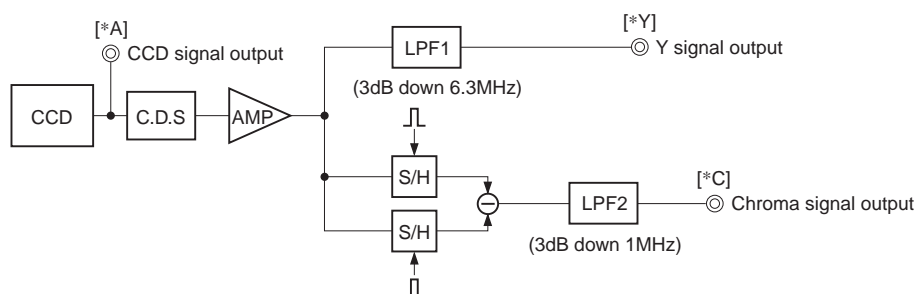 [*A]
CCD signal output
[*Y]
Y signal output
LPF1
(3dB down 6.3MHz)
CCD
C.D.S
AMP
S/H
S/H
[*C]
LPF2
Chroma signal output
(3dB down 1MHz)